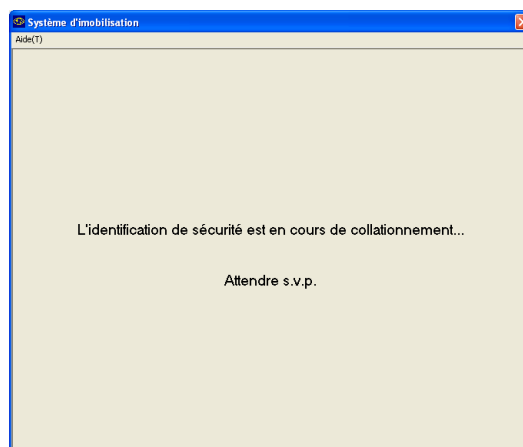 Système d'imobilisation
Aide(T)
L'identification de sécurité est en cours de collationnement...
Attendre s.v.p.